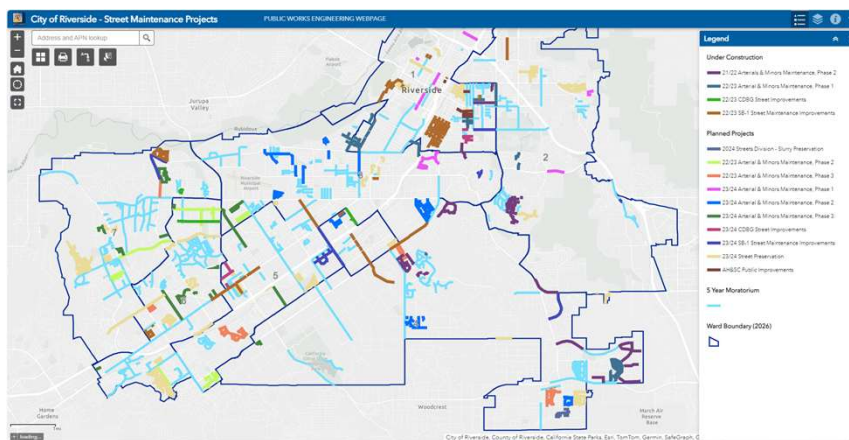 City of Riverside - Street Maintenance Projects
PUBLIC WORKS ENGINEERING WEBPAGE
Address and APN lookup
Legend
Under Construction
21/22 Arterials & Minors Maintenance, Phase 2
22/23 Arterial & Minors Maintenance, Phase 1
22/23 CDBG Street Improvements
22/23 SB-1 Street Maintenance Improvements
Planned Projects
2024 Streets Division - Slurry Preservation
22/23 Arterial & Minors Maintenance, Phase 2
22/23 Arterial & Minors Maintenance, Phase 3
23/24 Arterial & Minors Maintenance, Phase 1
23/24 Arterial & Minors Maintenance, Phase 2
23/24 Arterial & Minors Maintenance, Phase 3
23/24 CDBG Street Improvements
23/24 SB-1 Street Maintenance Improvements
23/24 Street Preservation
AHSC Public Improvements
5 Year Moratorium
Ward Boundary (2026)
1
Riverside
Jurupa
Valley
Rubidoux
Riverside
Municipal
Airport
2
7
5
Home
Gardens
Woodcrest
March Air
Reserve
Base
loading...
City of Riverside, County of Riverside, California State Parks, Esri, TomTom, Garmin, SafeGraph, G